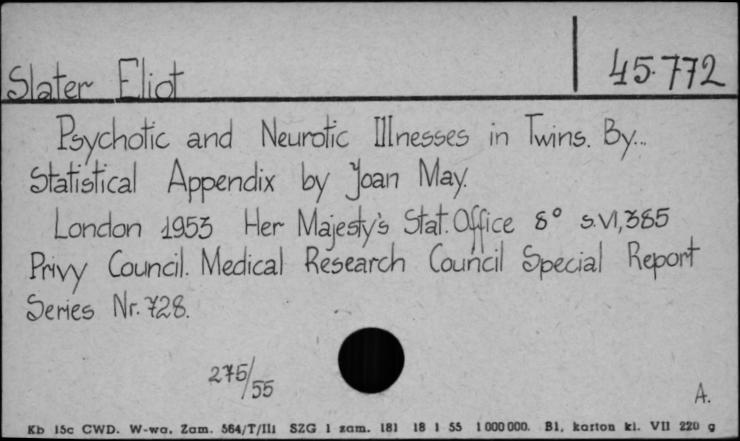 Slater Eliot
45.772
Psychotic and Neurotic Illnesses in Twins. By...
Statistical Appendix by Joan May.
London 1953 Her Majesty's Stat. Office 8° s.VI,385
Privy Council. Medical Research Council Special Report
Series Nr. 728.
275/55
A.
Kb 15c CWD. W-wa. Zam. 564/T/III SZG 1 zam. 181 18 1 55 1 000 000. B1. karton kl. VII 220 g